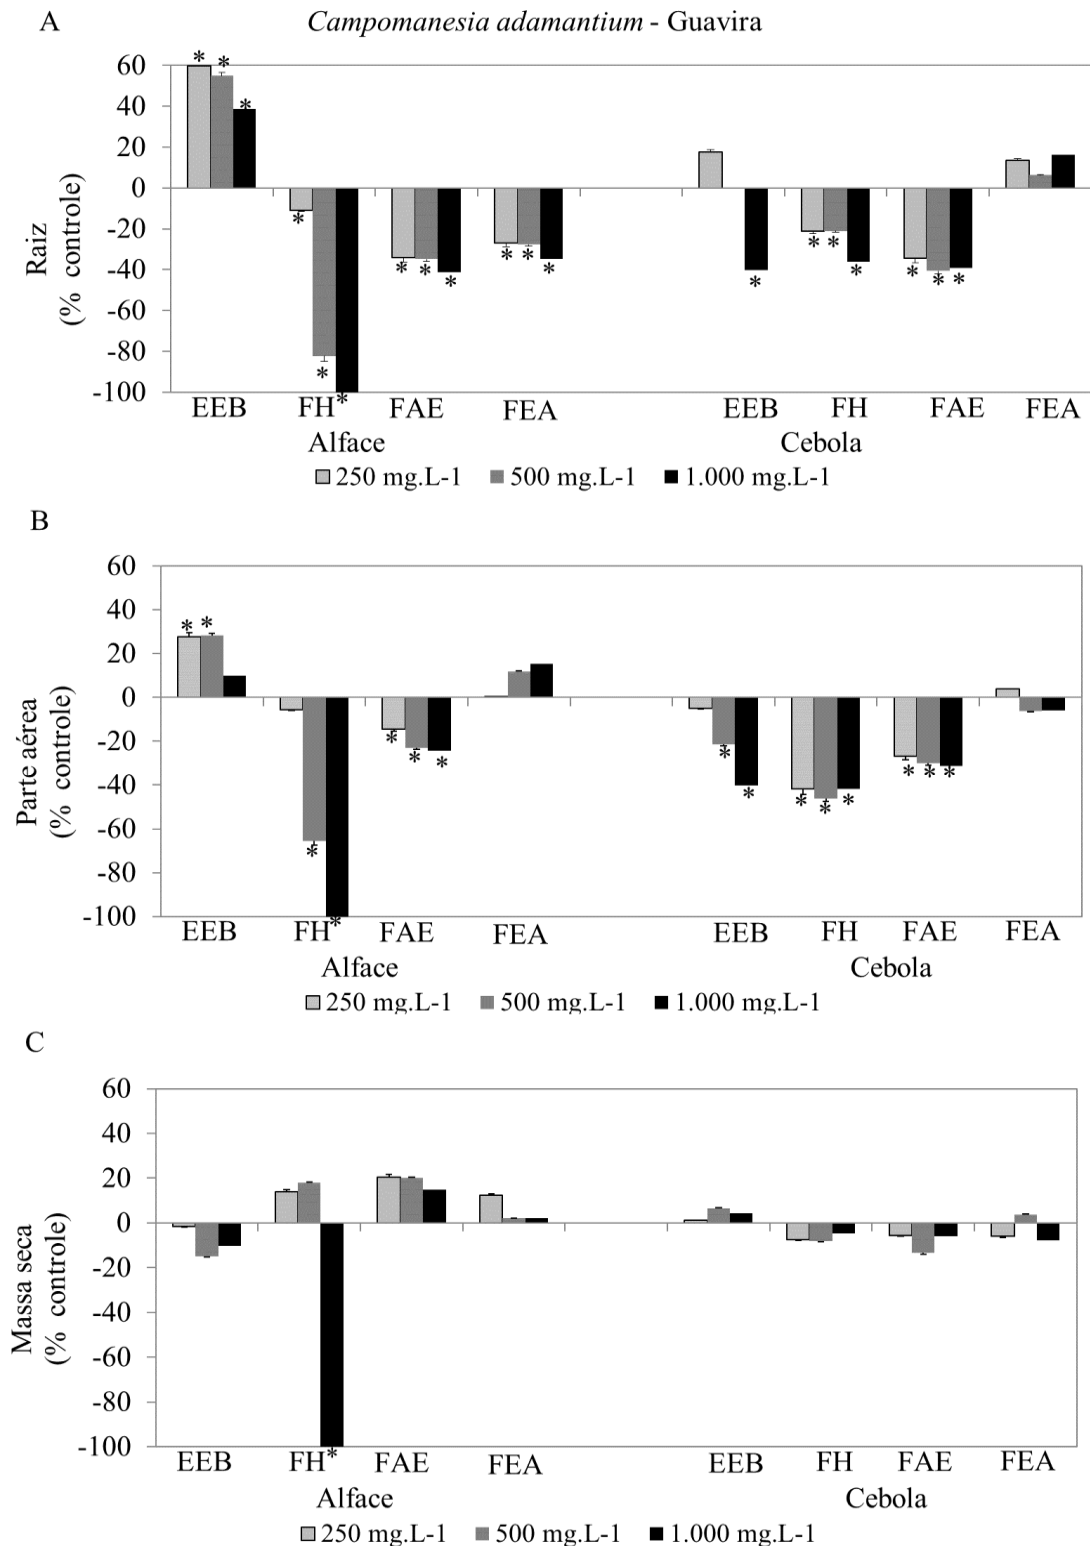 A
Campomanesia adamantium - Guavira
60
40
20
0
-20
-40
-60
-80
-100
Raiz
(% controle)
* * *
* * *
* * *
* * *
*
* * *
* * *
EEB FH FAE FEA EEB FH FAE FEA
Alface Cebola
250 mg.L-1 500 mg.L-1 1.000 mg.L-1
B
60
40
20
0
-20
-40
-60
-80
-100
Parte aérea
(% controle)
* *
* *
* * *
* *
* * *
* * *
EEB FH FAE FEA EEB FH FAE FEA
Alface Cebola
250 mg.L-1 500 mg.L-1 1.000 mg.L-1
C
60
40
20
0
-20
-40
-60
-80
-100
Massa seca
(% controle)
EEB FH* FAE FEA EEB FH FAE FEA
Alface Cebola
250 mg.L-1 500 mg.L-1 1.000 mg.L-1